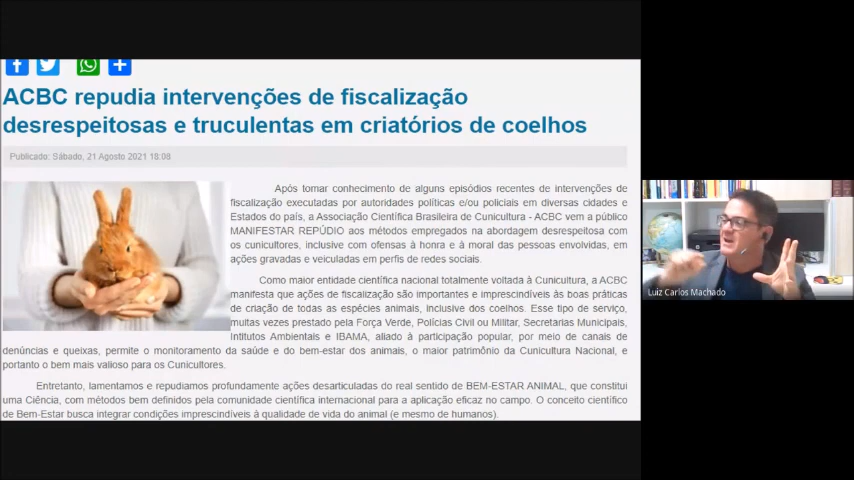 ACBC repudia intervenções de fiscalização
desrespeitosas e truculentas em criatórios de coelhos
Publicado: Sábado, 21 Agosto 2021 18:08
Após tomar conhecimento de alguns episódios recentes de intervenções de
fiscalização executadas por autoridades políticas e/ou policiais em diversas cidades e
Estados do país, a Associação Científica Brasileira de Cunicultura - ACBC vem a público
MANIFESTAR REPÚDIO aos métodos empregados na abordagem desrespeitosa com
os cunicultores, inclusive com ofensas à honra e à moral das pessoas envolvidas, em
ações gravadas e veiculadas em perfis de redes sociais.
Como maior entidade científica nacional totalmente voltada à Cunicultura, a ACBC
manifesta que ações de fiscalização são importantes e imprescindíveis às boas práticas
de criação de todas as espécies animais, inclusive dos coelhos. Esse tipo de serviço,
muitas vezes prestado pela Força Verde, Polícias Civil ou Militar, Secretarias Municipais,
Intitutos Ambientais e IBAMA, aliado à participação popular, por meio de canais de
denúncias e queixas, permite o monitoramento da saúde e do bem-estar dos animais, o maior patrimônio da Cunicultura Nacional, e
portanto o bem mais valioso para os Cunicultores.
Entretanto, lamentamos e repudiamos profundamente ações desarticuladas do real sentido de BEM-ESTAR ANIMAL, que constitui
uma Ciência, com métodos bem definidos pela comunidade científica internacional para a aplicação eficaz no campo. O conceito científico
de Bem-Estar busca integrar condições imprescindíveis à qualidade de vida do animal (e mesmo de humanos).
Luiz Carlos Machado